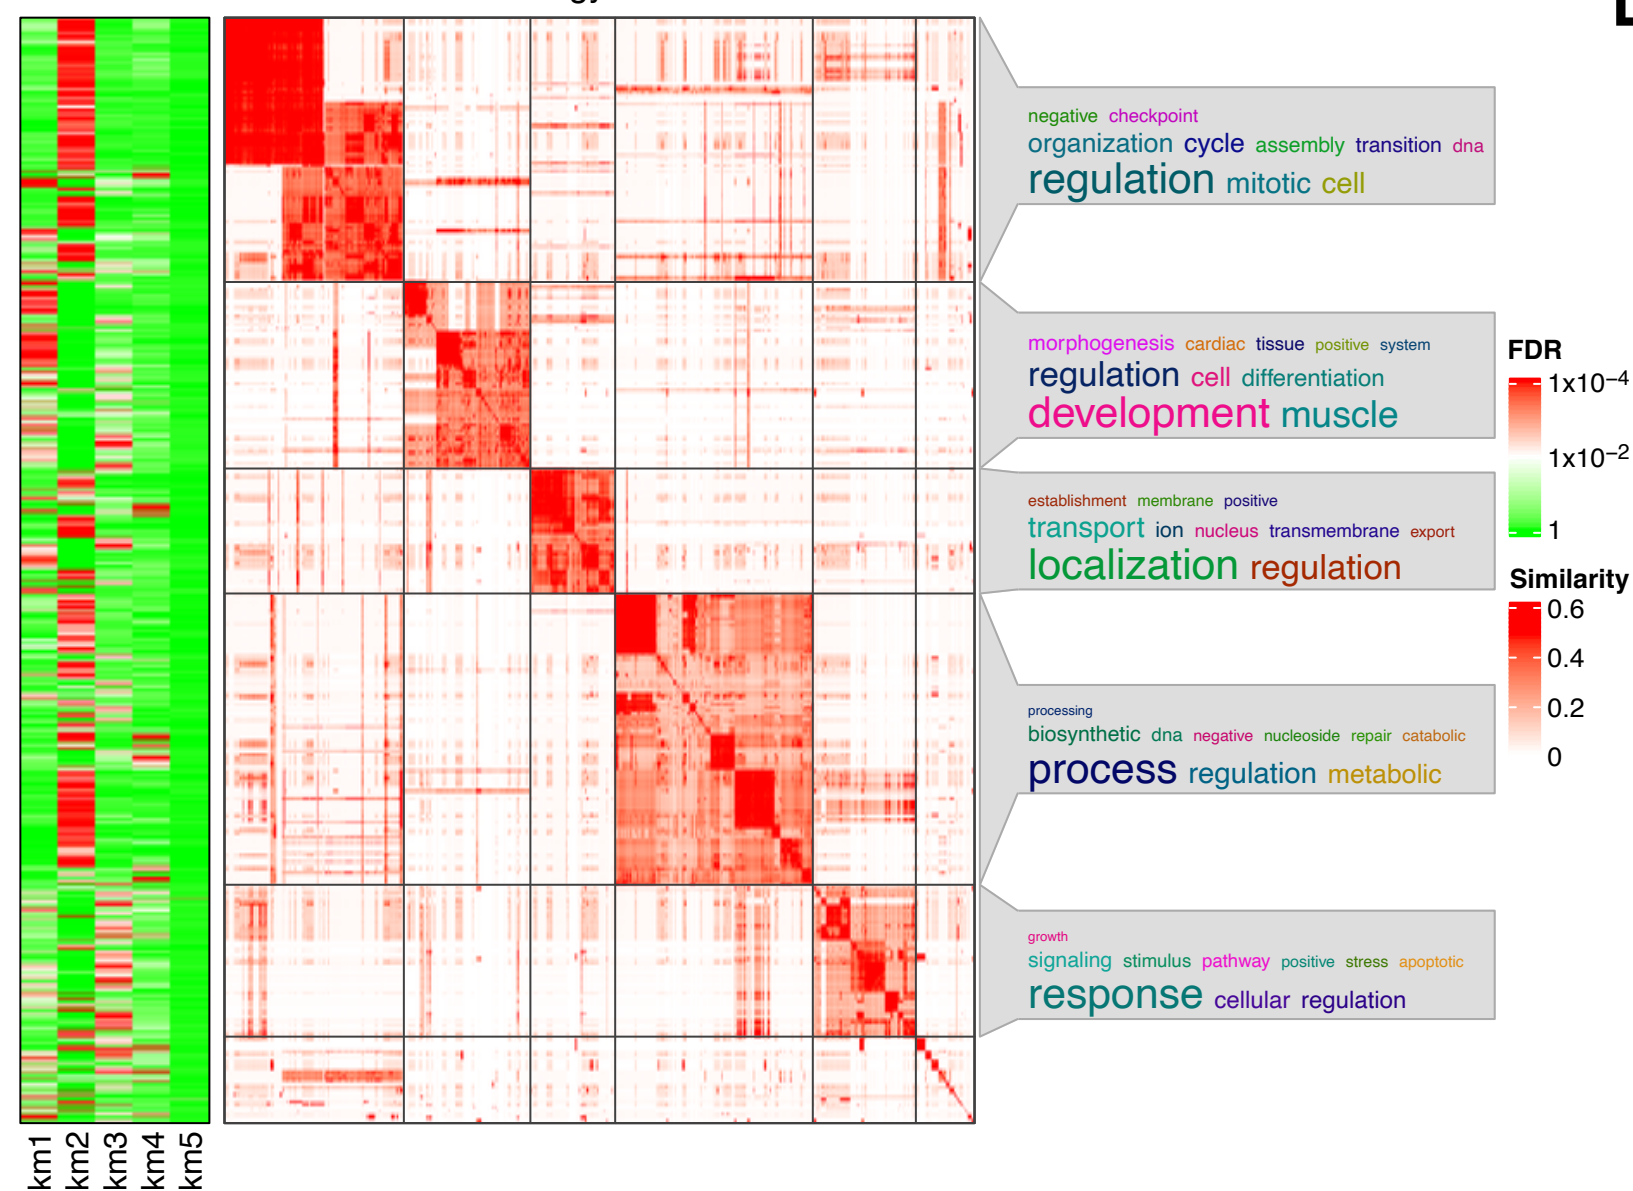 gy
negative checkpoint
organization cycle assembly transition dna
regulation mitotic cell
morphogenesis cardiac tissue positive system
regulation cell differentiation
development muscle
establishment membrane positive
transport ion nucleus transmembrane export
localization regulation
processing
biosynthetic dna negative nucleoside repair catabolic
process regulation metabolic
growth
signaling stimulus pathway positive stress apoptotic
response cellular regulation
FDR
1x10−4
1x10−2
1
Similarity
0.6
0.4
0.2
0
km1
km2
km3
km4
km5